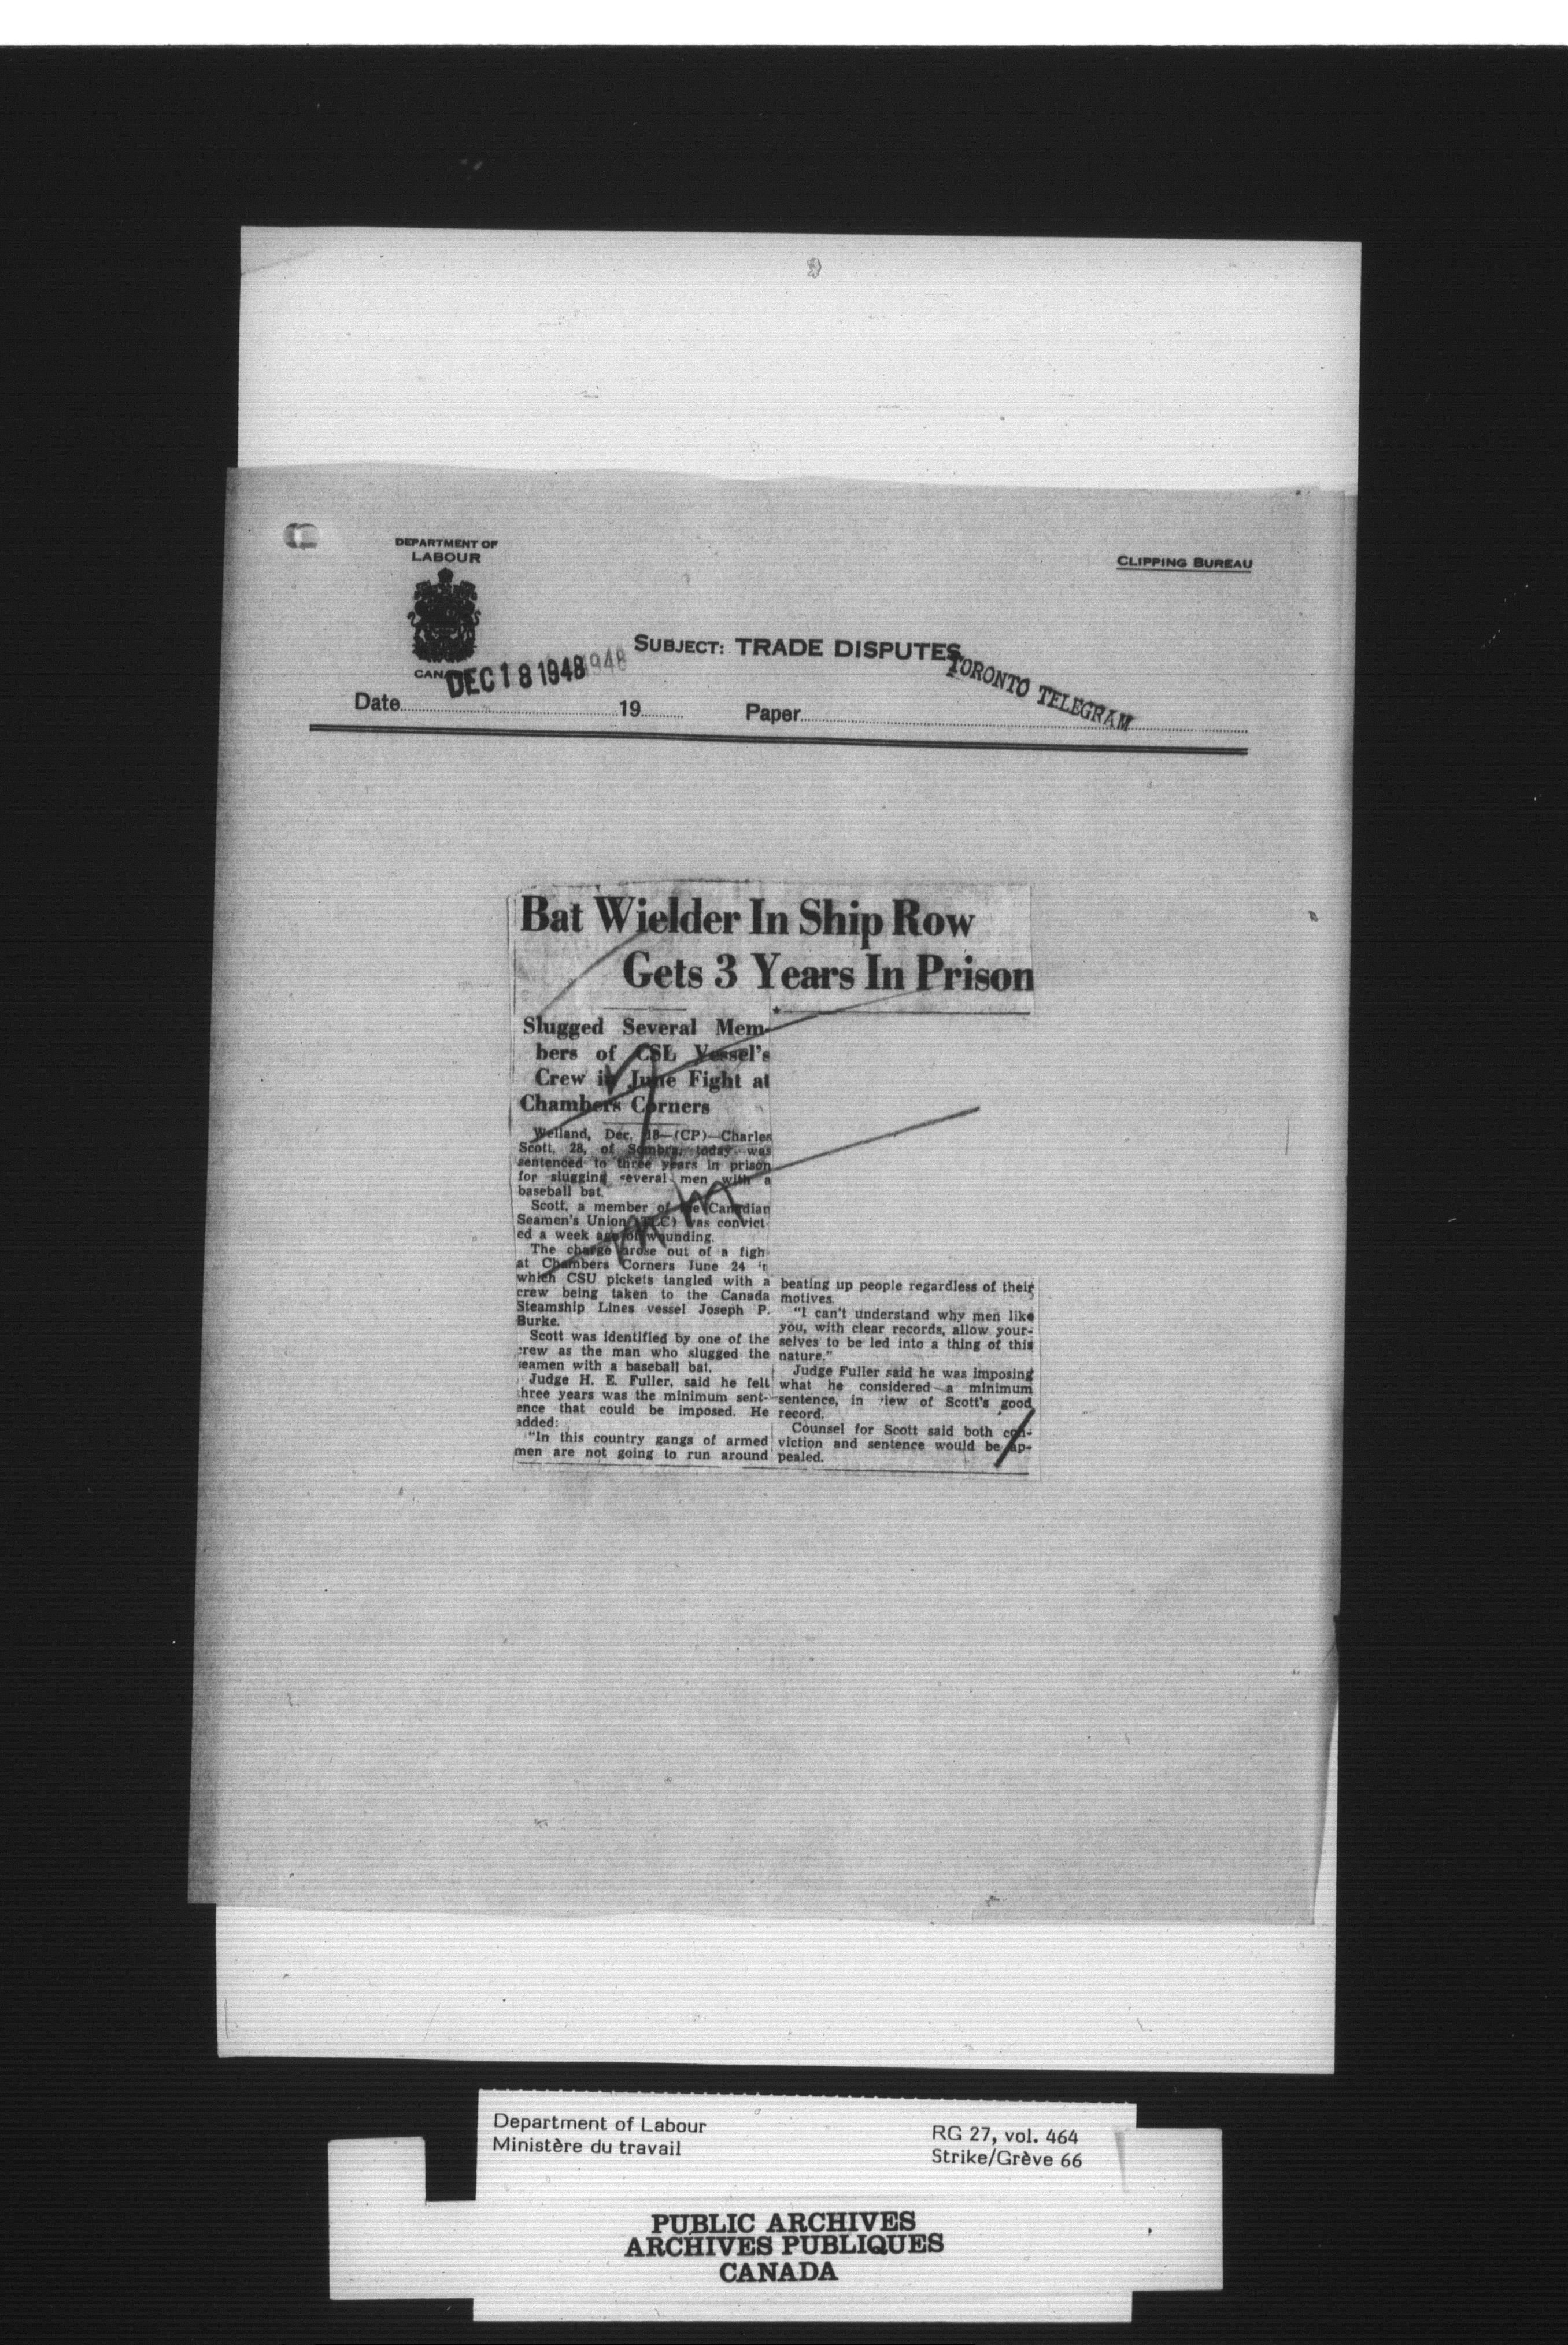 DEPARTMENT OF
LABOUR
CLIPPING BUREAU
SUBJECT: TRADE DISPUTES
DEC 18 1948 1948
TORONTO TELEGRAM
Date 19 Paper
Bat Wielder In Ship Row
Gets 3 Years In Prison
Slugged Several Mem-
bers of CSL Vessel's
Crew in June Fight at
Chambers Corners
Welland, Dec. 18—(CP)—Charles
Scott, 28, of Sombra, today was
sentenced to three years in prison
for slugging several men with a
baseball bat.
Scott, a member of the Canadian
Seamen's Union (TLC) was convict-
ed a week ago of wounding.
The charge arose out of a figh
at Chambers Corners June 24 in
which CSU pickets tangled with a
crew being taken to the Canada
Steamship Lines vessel Joseph P.
Burke.
Scott was identified by one of the
crew as the man who slugged the
seamen with a baseball bat.
Judge H. E. Fuller, said he felt
three years was the minimum sent-
ence that could be imposed. He
added:
"In this country gangs of armed
men are not going to run around
beating up people regardless of their
motives.
"I can't understand why men like
you, with clear records, allow your-
selves to be led into a thing of this
nature."
Judge Fuller said he was imposing
what he considered a minimum
sentence, in view of Scott's good
record.
Counsel for Scott said both con-
viction and sentence would be ap-
pealed.
Department of Labour
Ministère du travail
RG 27, vol. 464
Strike/Grève 66
PUBLIC ARCHIVES
ARCHIVES PUBLIQUES
CANADA